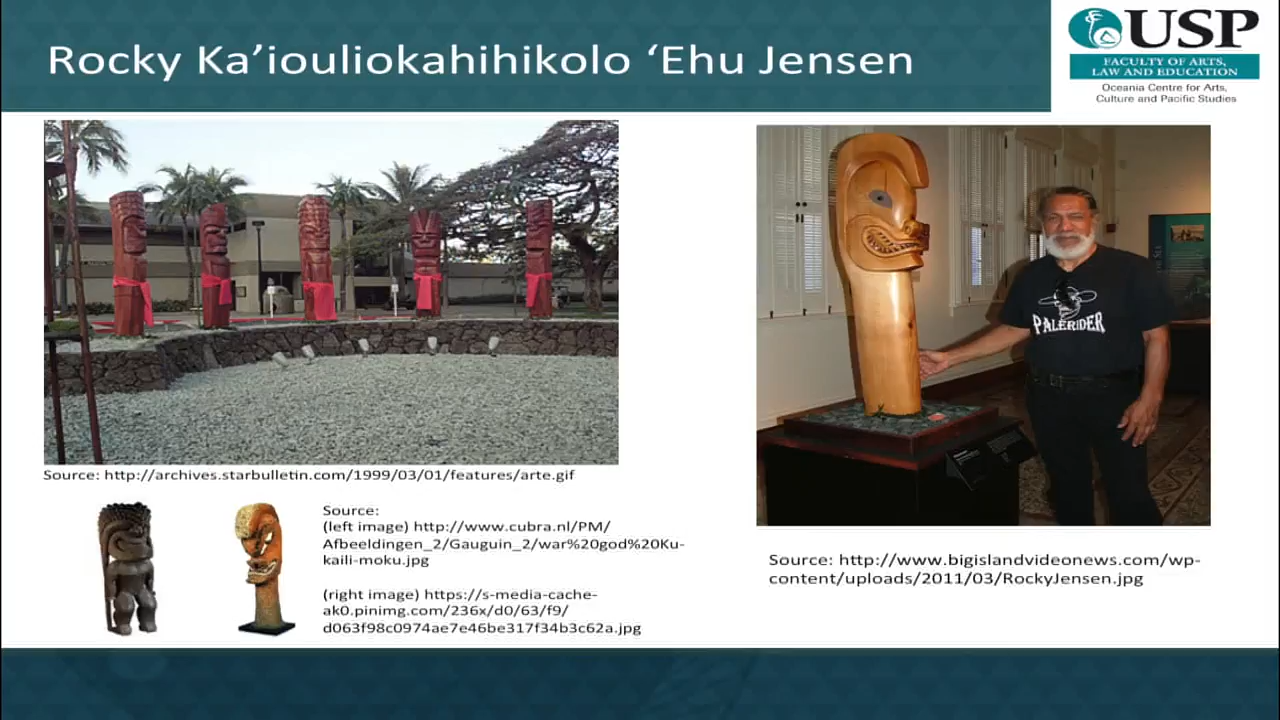 Rocky Ka’iouliokahihikolo ‘Ehu Jensen
USP
FACULTY OF ARTS,
LAW AND EDUCATION
Oceania Centre for Arts,
Culture and Pacific Studies
PALERIDER
Source: http://archives.starbulletin.com/1999/03/01/features/arte.gif
Source:
(left image) http://www.cubra.nl/PM/
Afbeeldingen_2/Gauguin_2/war%20god%20Ku-
kaili-moku.jpg
(right image) https://s-media-cache-
ak0.pinimg.com/236x/d0/63/f9/
d063f98c0974ae7e46be317f34b3c62a.jpg
Source: http://www.bigislandvideonews.com/wp-
content/uploads/2011/03/RockyJensen.jpg